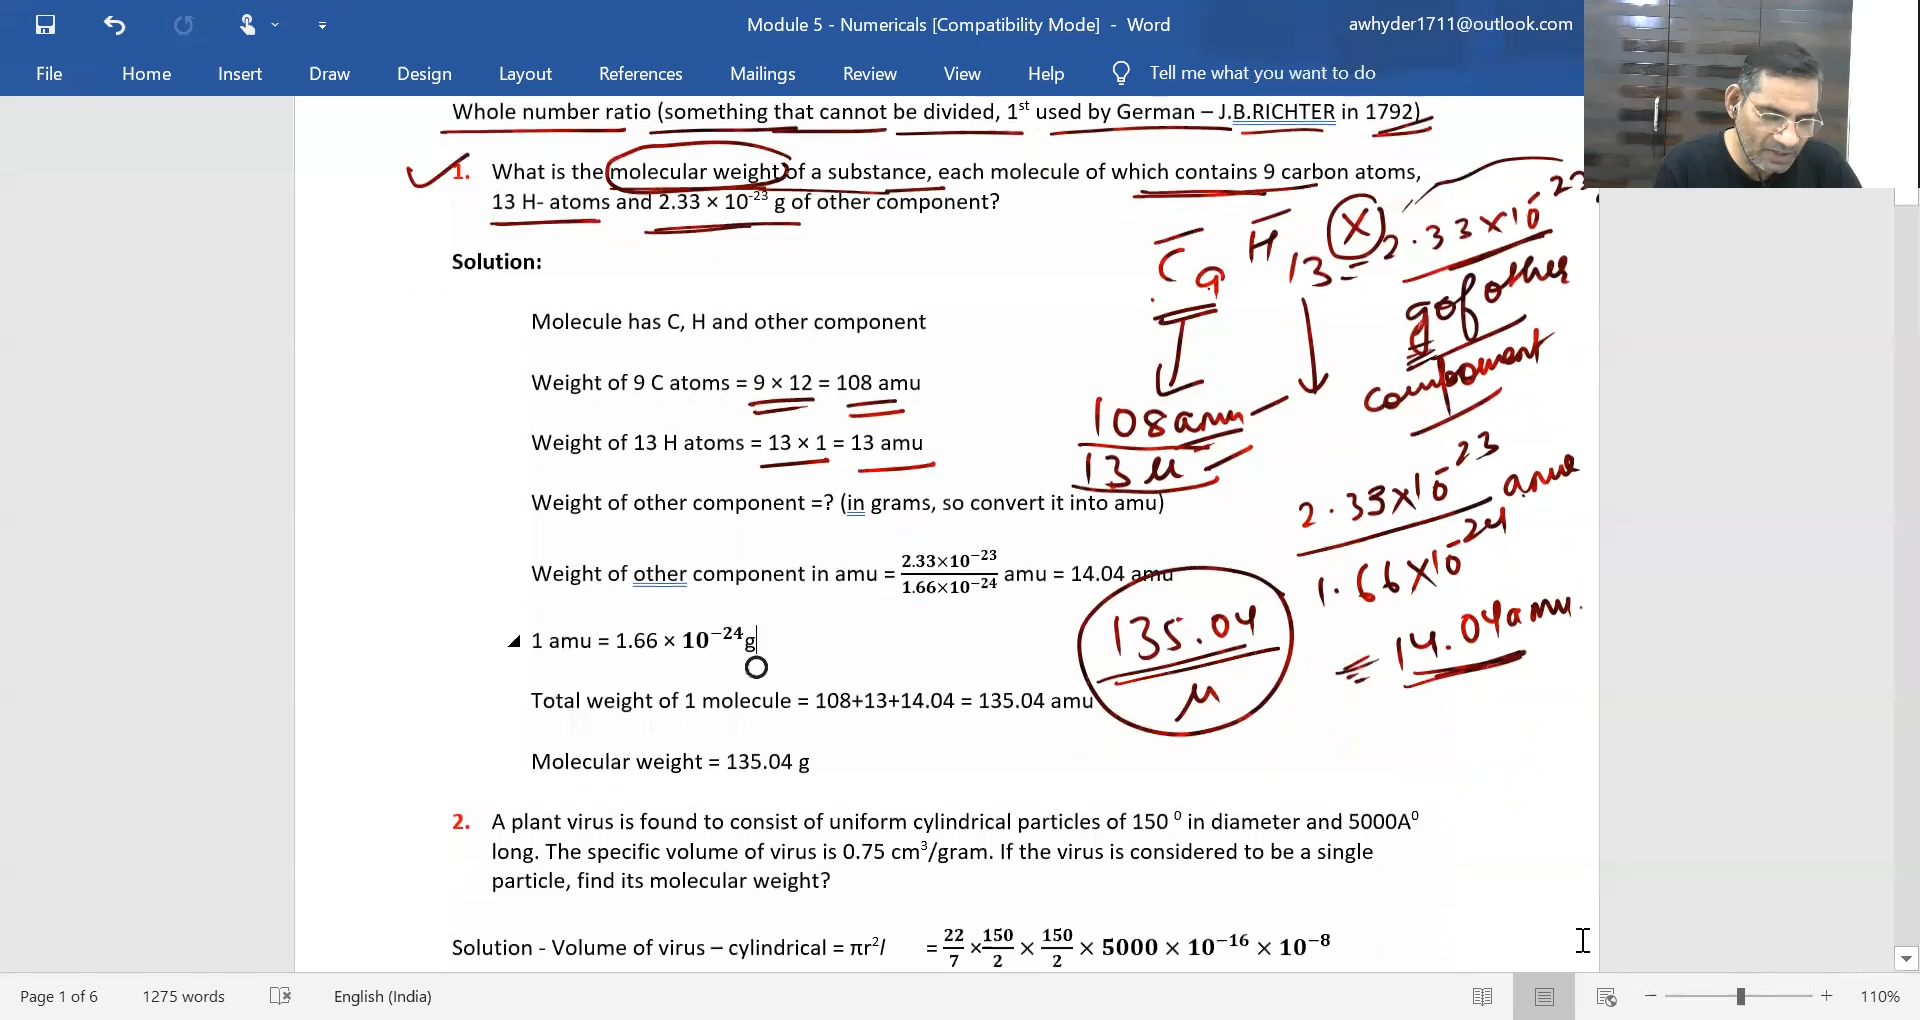 Module 5 - Numericals [Compatibility Mode] - Word
awhyder1711@outlook.com
File Home Insert Draw Design Layout References Mailings Review View Help Tell me what you want to do
Whole number ratio (something that cannot be divided, 1st used by German – J.B.RICHTER in 1792)
1. What is the molecular weight of a substance, each molecule of which contains 9 carbon atoms,
13 H- atoms and 2.33 × 10-23 g of other component?
C9 H13 X = 2.33×10-23
g of other
component
Solution:
Molecule has C, H and other component
Weight of 9 C atoms = 9 × 12 = 108 amu
108 amu
Weight of 13 H atoms = 13 × 1 = 13 amu
13 u
Weight of other component =? (in grams, so convert it into amu)
2.33×10-23 amu
1.66×10-24
= 14.04 amu.
Weight of other component in amu = 2.33×10−23 / 1.66×10−24 amu = 14.04 amu
135.04
u
1 amu = 1.66 × 10−24g
Total weight of 1 molecule = 108+13+14.04 = 135.04 amu
Molecular weight = 135.04 g
2. A plant virus is found to consist of uniform cylindrical particles of 150 0 in diameter and 5000A0
long. The specific volume of virus is 0.75 cm3/gram. If the virus is considered to be a single
particle, find its molecular weight?
Solution - Volume of virus – cylindrical = πr2l = 22/7 × 150/2 × 150/2 × 5000 × 10−16 × 10−8
Page 1 of 6 1275 words English (India) 110%